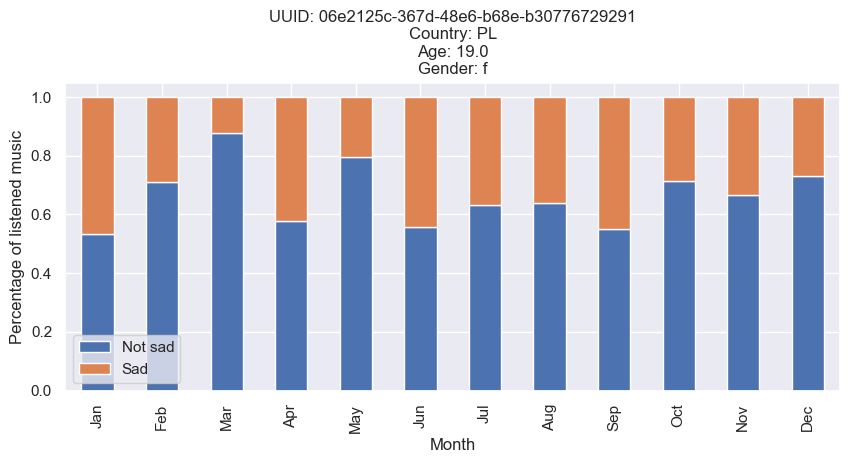 UUID: 06e2125c-367d-48e6-b68e-b30776729291
Country: PL
Age: 19.0
Gender: f
Percentage of listened music
1.0
0.8
0.6
0.4
0.2
0.0
Not sad
Sad
Jan Feb Mar Apr May Jun Jul Aug Sep Oct Nov Dec
Month